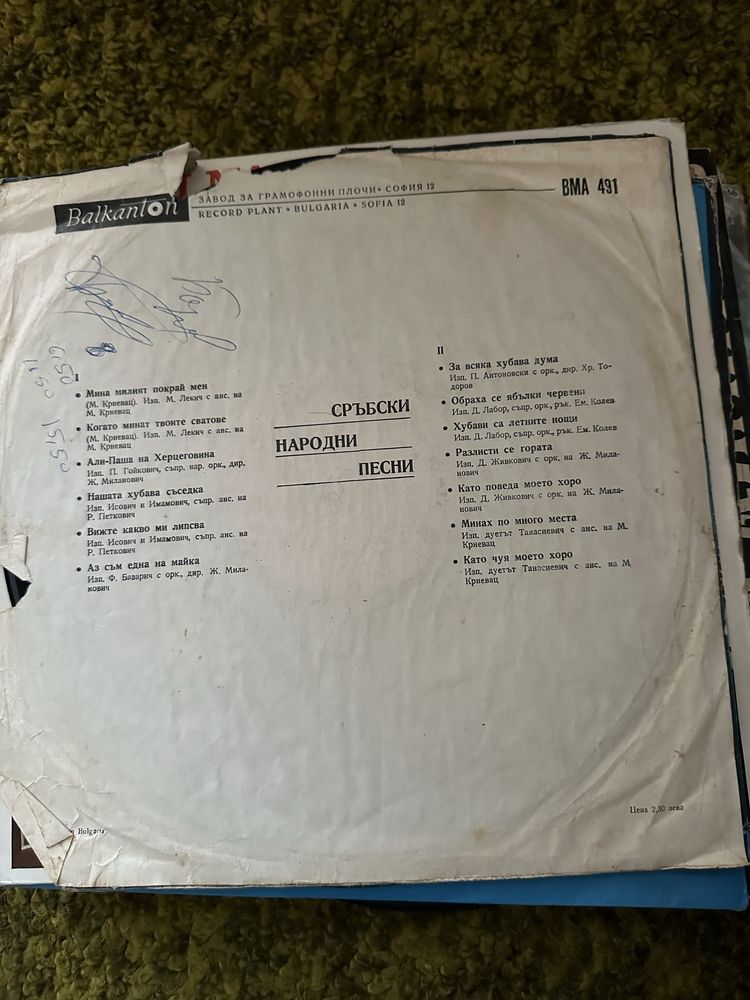 Balkanton
ЗАВОД ЗА ГРАМОФОННИ ПЛОЧИ • СОФИЯ 12
RECORD PLANT • BULGARIA • SOFIA 12
ВМА 491
I
• Мина милият покрай мен
(М. Крневац). Изп. М. Лекич с анс. на
М. Крневац
• Когато минат твоите сватове
(М. Крневац). Изп. М. Лекич с анс. на
М. Крневац
• Али-Паша на Херцеговина
Изп. П. Гойкович, съпр. нар. орк., дир.
Ж. Миланович
• Нашата хубава съседка
Изп. Исович и Имамович, съпр. анс. на
Р. Петкович
• Вижте какво ми липсва
Изп. Исович и Имамович, съпр. анс. на
Р. Петкович
• Аз съм една на майка
Изп. Ф. Базарич с орк., дир. Ж. Мила-
нович
СРЪБСКИ
НАРОДНИ
ПЕСНИ
II
• За всяка хубава дума
Изп. П. Антоновски с орк., дир. Хр. То-
доров
• Обраха се ябълки червени
Изп. Д. Лабор, съпр. орк., рък. Ем. Колев
• Хубави са летните нощи
Изп. Д. Лабор, съпр. орк., рък. Ем. Колев
• Разлисти се гората
Изп. Д. Живкович с орк. на Ж. Мила-
нович
• Като поведа моето хоро
Изп. Д. Живкович с орк. на Ж. Мила-
нович
• Минах по много места
Изп. дуетът Танасиевич с анс. на М.
Крневац
• Като чуя моето хоро
Изп. дуетът Танасиевич с анс. на М.
Крневац
Цена 2,30 лева
Bulgaria